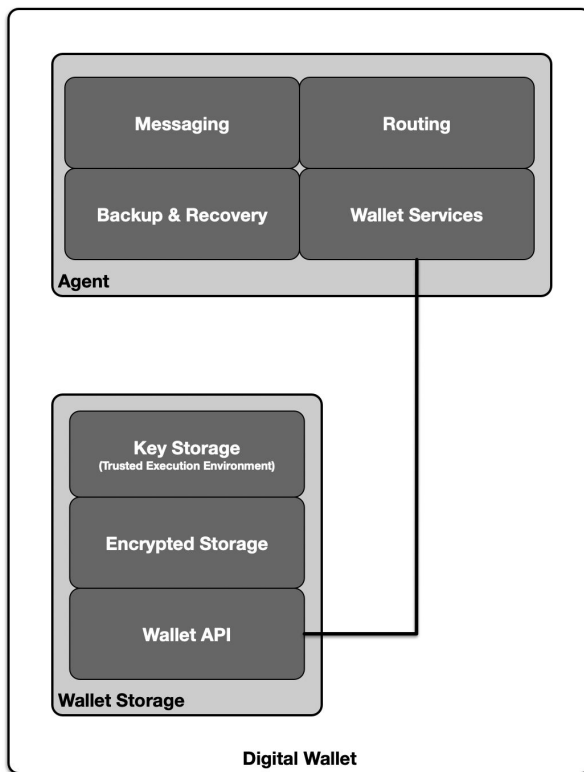 Messaging
Routing
Backup & Recovery
Wallet Services
Agent
Key Storage
(Trusted Execution Environment)
Encrypted Storage
Wallet API
Wallet Storage
Digital Wallet